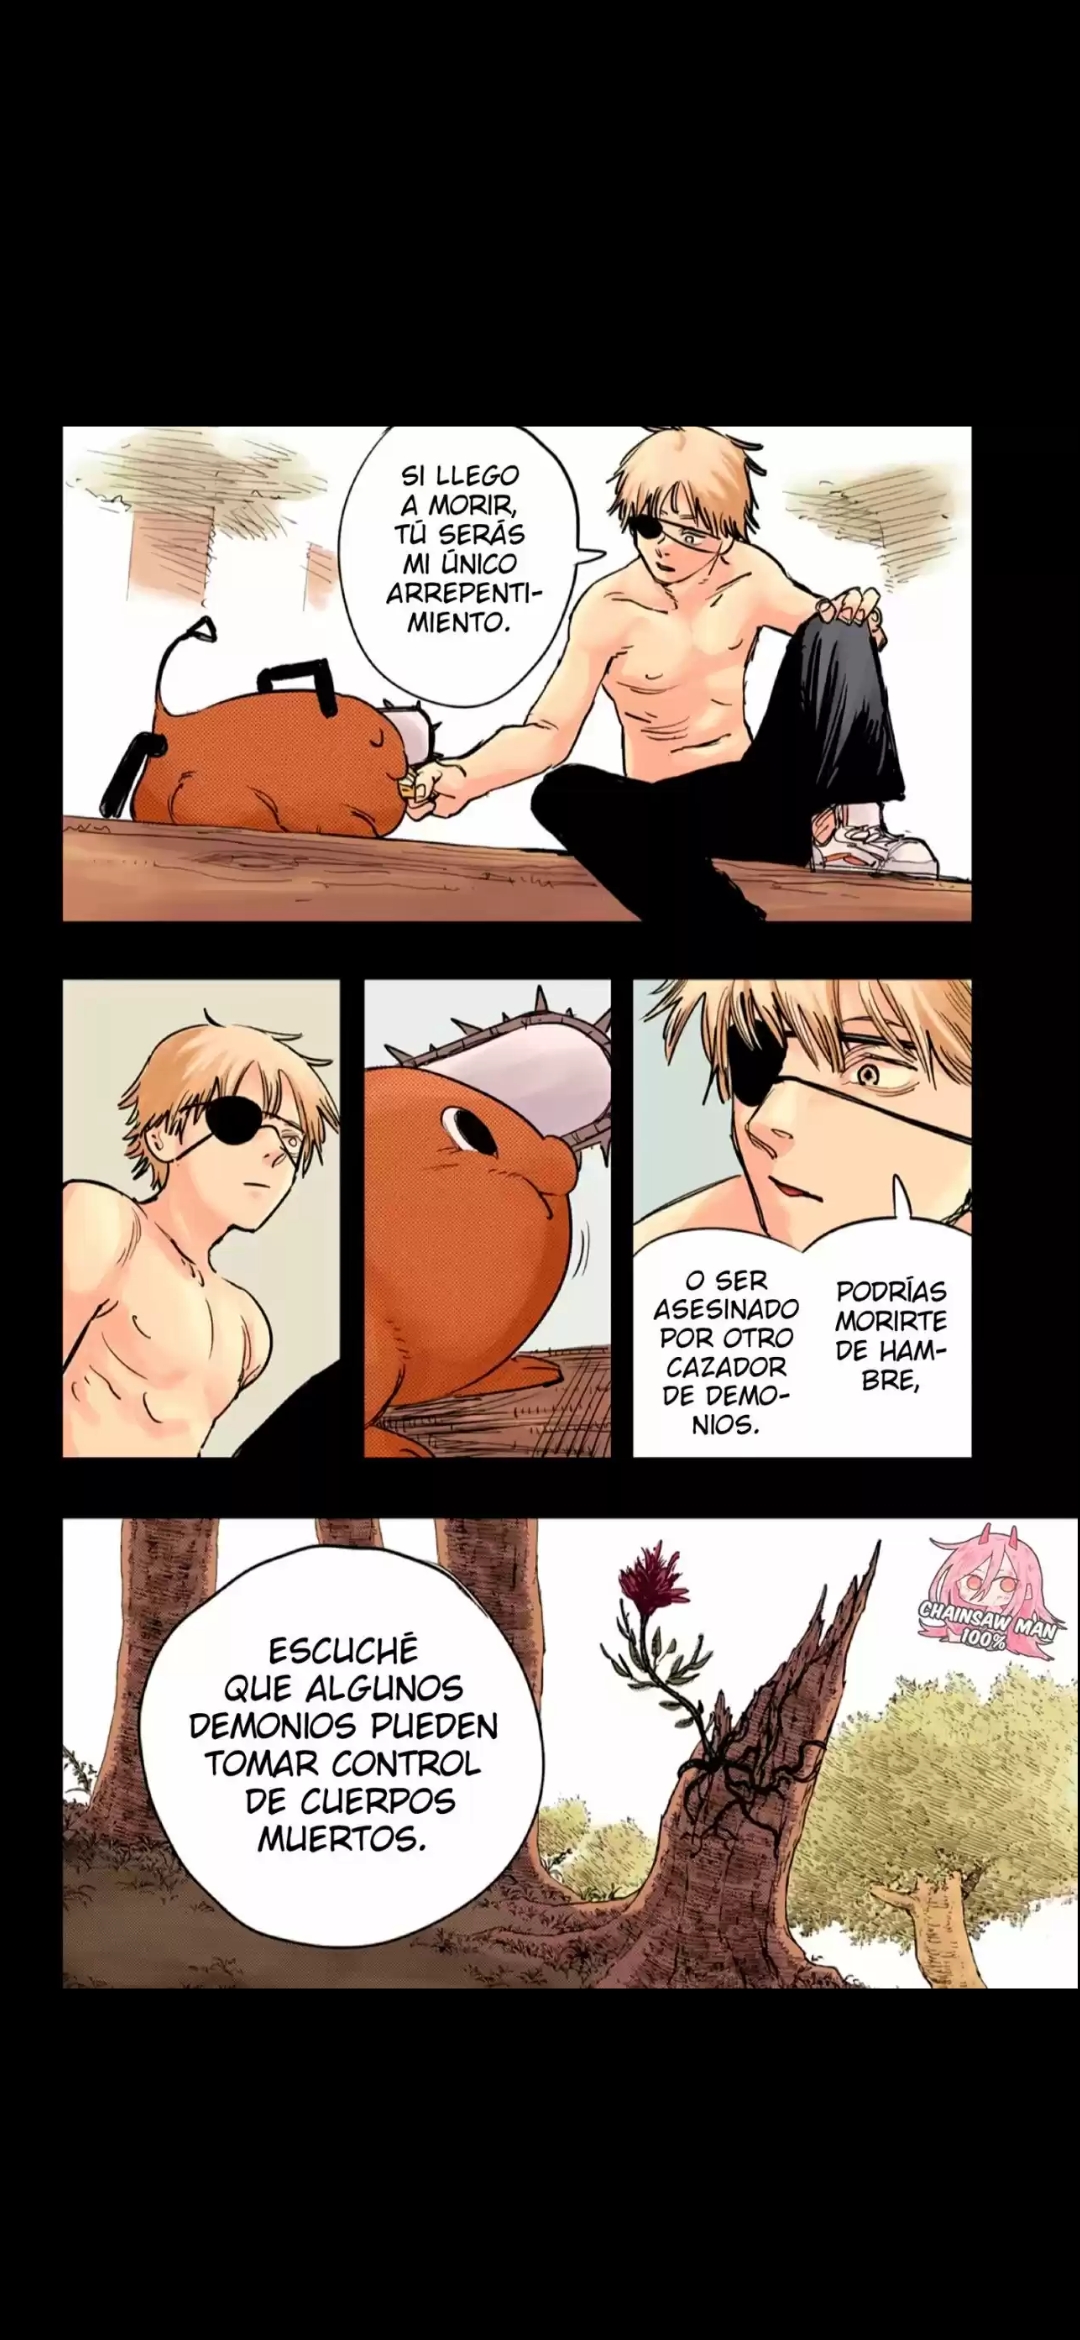 SI LLEGO
A MORIR,
TÚ SERÁS
MI ÚNICO
ARREPENTI-
MIENTO.
PODRÍAS
MORIRTE
DE HAM-
BRE,
O SER
ASESINADO
POR OTRO
CAZADOR
DE DEMO-
NIOS.
ESCUCHÉ
QUE ALGUNOS
DEMONIOS PUEDEN
TOMAR CONTROL
DE CUERPOS
MUERTOS.
CHAINSAW MAN
100%